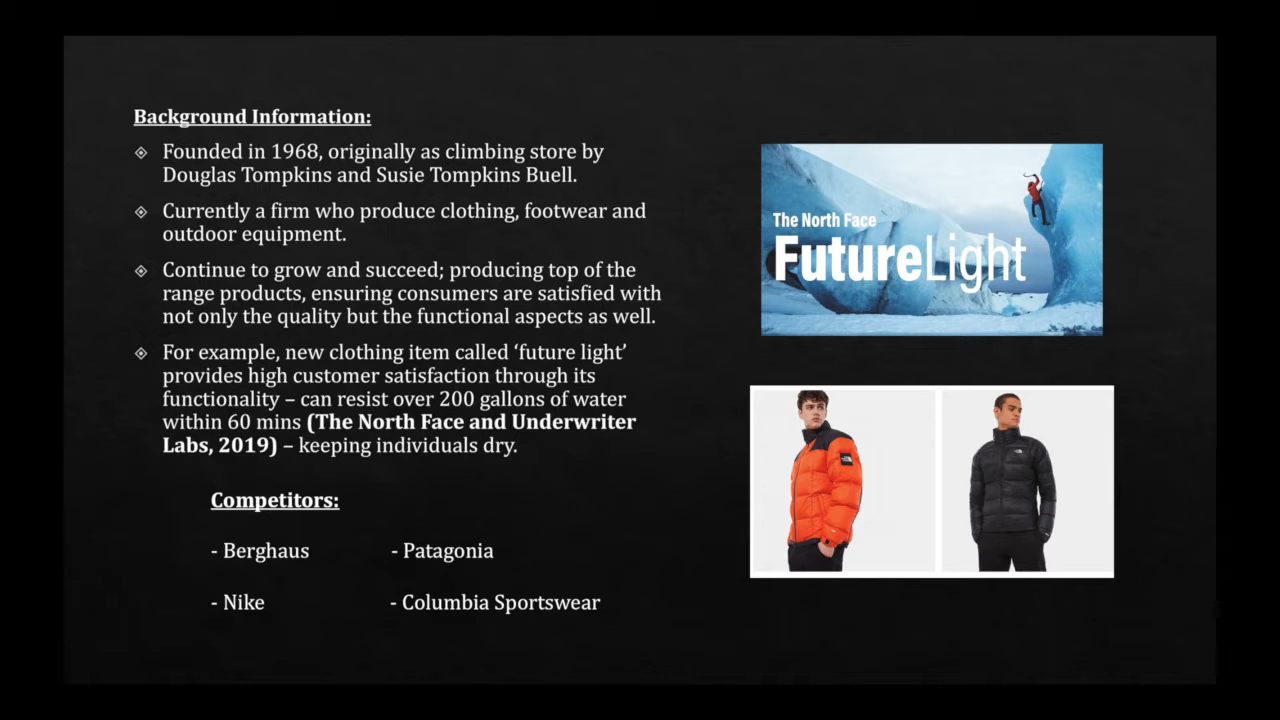 Background Information:
Founded in 1968, originally as climbing store by
Douglas Tompkins and Susie Tompkins Buell.
Currently a firm who produce clothing, footwear and
outdoor equipment.
Continue to grow and succeed; producing top of the
range products, ensuring consumers are satisfied with
not only the quality but the functional aspects as well.
For example, new clothing item called ‘future light’
provides high customer satisfaction through its
functionality – can resist over 200 gallons of water
within 60 mins (The North Face and Underwriter
Labs, 2019) – keeping individuals dry.
Competitors:
- Berghaus - Patagonia
- Nike - Columbia Sportswear
The North Face
FutureLight